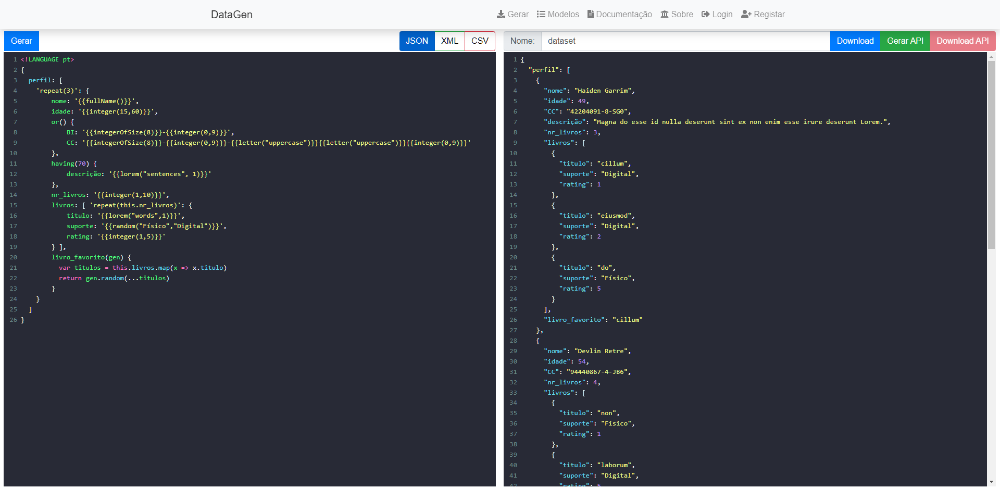 DataGen
Gerar
Modelos
Documentação
Sobre
Login
Registar
Gerar
JSON
XML
CSV
Nome:
dataset
Download
Gerar API
Download API
1 <!LANGUAGE pt>
2 {
3   perfil: [
4     'repeat(3)': {
5         nome: '{{fullName()}}',
6         idade: '{{integer(15,60)}}',
7         or() {
8             BI: '{{integerOfSize(8)}}-{{integer(0,9)}}',
9             CC: '{{integerOfSize(8)}}-{{integer(0,9)}}-{{letter("uppercase")}}{{letter("uppercase")}}{{integer(0,9)}}'
10         },
11         having(70) {
12             descrição: '{{lorem("sentences", 1)}}'
13         },
14         nr_livros: '{{integer(1,10)}}',
15         livros: [ 'repeat(this.nr_livros)': {
16             titulo: '{{lorem("words",1)}}',
17             suporte: '{{random("Físico","Digital")}}',
18             rating: '{{integer(1,5)}}'
19         } ],
20         livro_favorito(gen) {
21           var titulos = this.livros.map(x => x.titulo)
22           return gen.random(...titulos)
23         }
24     }
25   ]
26 }
1 {
2   "perfil": [
3     {
4       "nome": "Haiden Garrim",
5       "idade": 49,
6       "CC": "42204091-8-SG0",
7       "descrição": "Magna do esse id nulla deserunt sint ex non enim esse irure deserunt Lorem.",
8       "nr_livros": 3,
9       "livros": [
10         {
11           "titulo": "cillum",
12           "suporte": "Digital",
13           "rating": 1
14         },
15         {
16           "titulo": "eiusmod",
17           "suporte": "Digital",
18           "rating": 2
19         },
20         {
21           "titulo": "do",
22           "suporte": "Físico",
23           "rating": 5
24         }
25       ],
26       "livro_favorito": "cillum"
27     },
28     {
29       "nome": "Devlin Retre",
30       "idade": 54,
31       "CC": "94440867-4-JB6",
32       "nr_livros": 4,
33       "livros": [
34         {
35           "titulo": "non",
36           "suporte": "Físico",
37           "rating": 1
38         },
39         {
40           "titulo": "laborum",
41           "suporte": "Digital",
42           "rating": 5